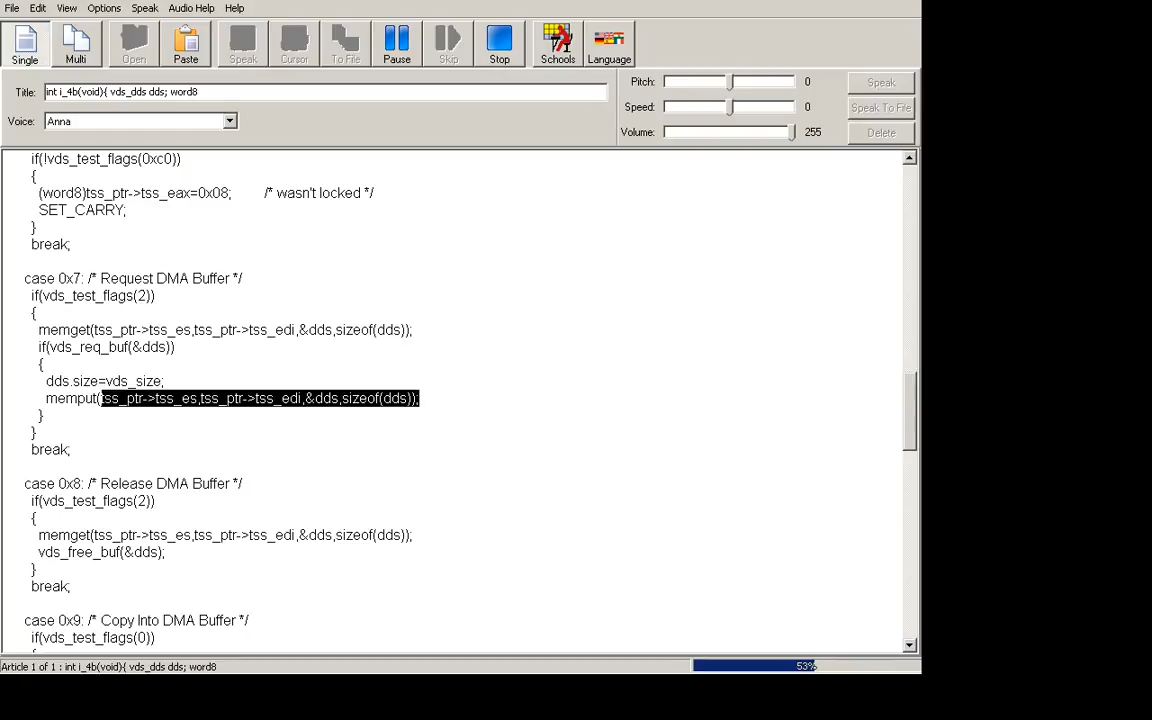 File Edit View Options Speak Audio Help Help
Single Multi Open Paste Speak Cursor To File Pause Skip Stop Schools Language
Title: int i_4b(void){ vds_dds dds; word8
Voice: Anna
Pitch: 0 Speak
Speed: 0 Speak To File
Volume: 255 Delete
if(!vds_test_flags(0xc0))
{
(word8)tss_ptr->tss_eax=0x08; /* wasn't locked */
SET_CARRY;
}
break;
case 0x7: /* Request DMA Buffer */
if(vds_test_flags(2))
{
memget(tss_ptr->tss_es,tss_ptr->tss_edi,&dds,sizeof(dds));
if(vds_req_buf(&dds))
{
dds.size=vds_size;
memput(tss_ptr->tss_es,tss_ptr->tss_edi,&dds,sizeof(dds));
}
}
break;
case 0x8: /* Release DMA Buffer */
if(vds_test_flags(2))
{
memget(tss_ptr->tss_es,tss_ptr->tss_edi,&dds,sizeof(dds));
vds_free_buf(&dds);
}
break;
case 0x9: /* Copy Into DMA Buffer */
if(vds_test_flags(0))
{
Article 1 of 1 : int i_4b(void){ vds_dds dds; word8 53%